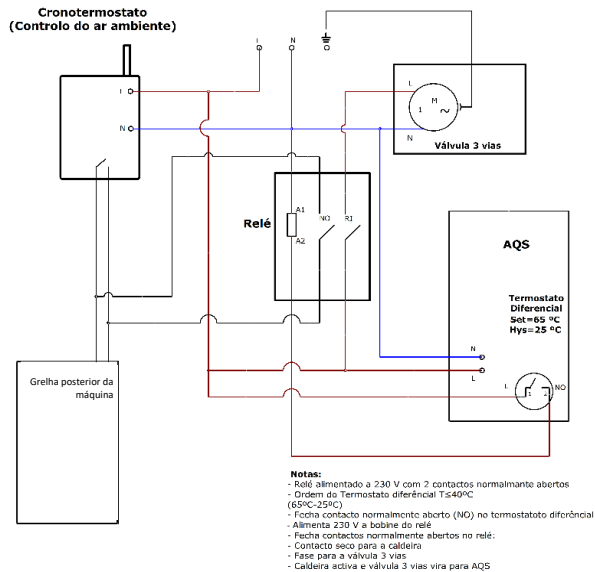 Cronotermostato
(Controlo do ar ambiente)
I
N
I
N
L
M
1
N
Válvula 3 vias
Relé
A1
A2
NO
RI
AQS
Termostato
Diferencial
Set=65 ºC
Hys=25 ºC
N
L
L
NO
1
2
Grelha posterior da
máquina
Notas:
- Relé alimentado a 230 V com 2 contactos normalmante abertos
- Ordem do Termostato diferêncial T≤40ºC
(65ºC-25ºC)
- Fecha contacto normalmente aberto (NO) no termostatoto diferêncial
- Alimenta 230 V a bobine do relé
- Fecha contactos normalmente abertos no relé:
- Contacto seco para a caldeira
- Fase para a válvula 3 vias
- Caldeira activa e válvula 3 vias vira para AQS